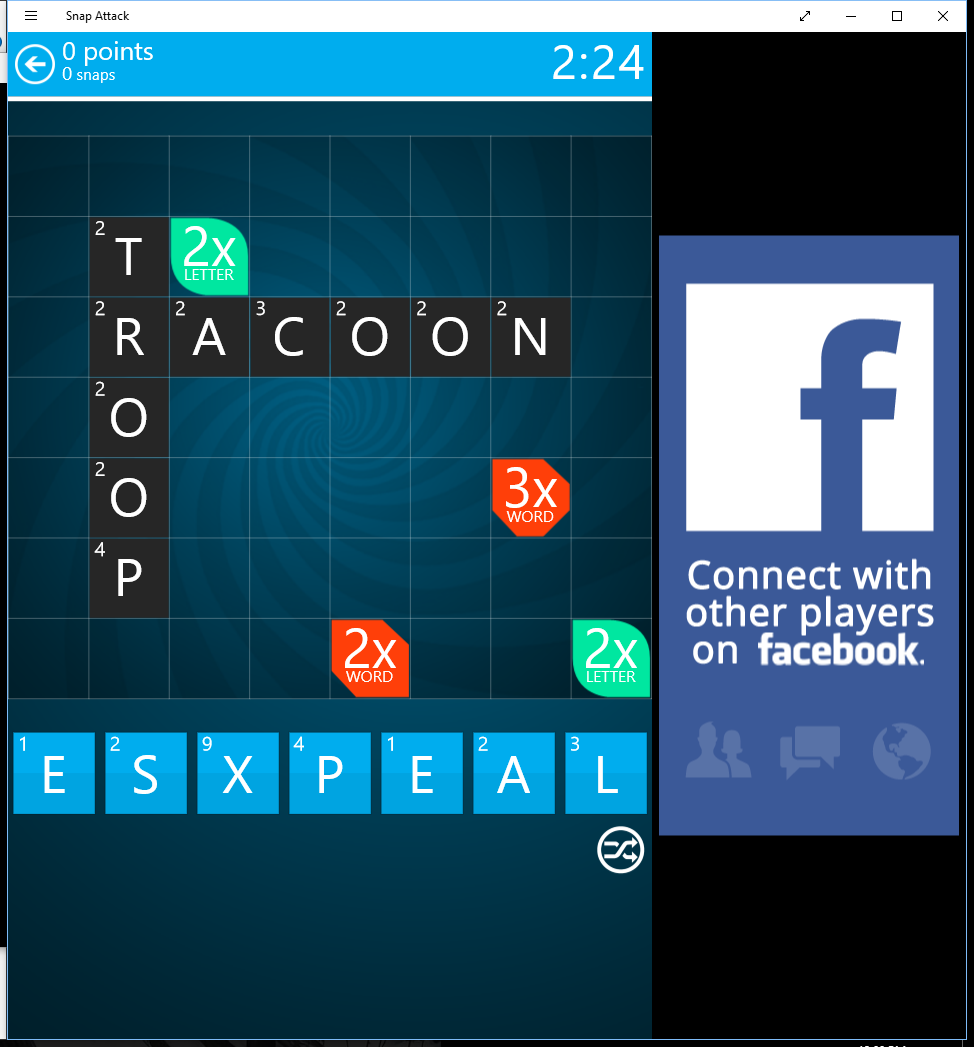 Snap Attack
0 points
0 snaps
2:24
2 T 2x LETTER
2 R 2 A 3 C 2 O 2 O 2 N
2 O
2 O 3x WORD
4 P
2x WORD 2x LETTER
1 E 2 S 9 X 4 P 1 E 2 A 3 L
f
Connect with
other players
on facebook.